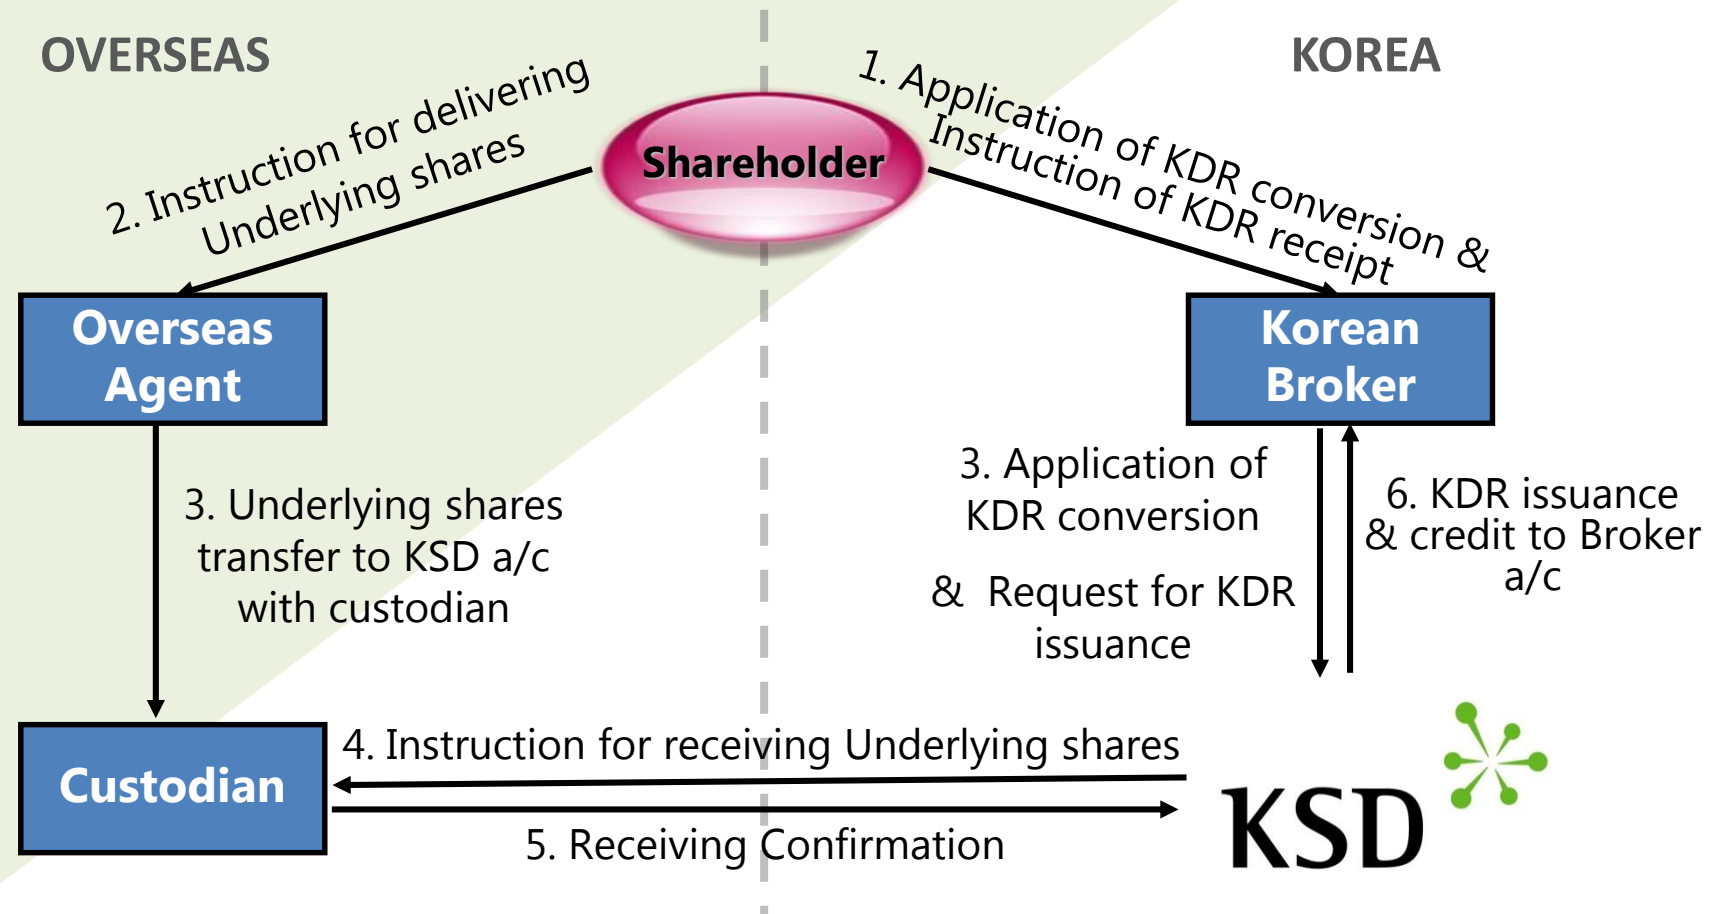 OVERSEAS
KOREA
1. Application of KDR conversion &
Instruction of KDR receipt
2. Instruction for delivering
Underlying shares
Shareholder
Overseas
Agent
Korean
Broker
3. Underlying shares
transfer to KSD a/c
with custodian
3. Application of
KDR conversion
& Request for KDR
issuance
6. KDR issuance
& credit to Broker
a/c
4. Instruction for receiving Underlying shares
Custodian
5. Receiving Confirmation
KSD